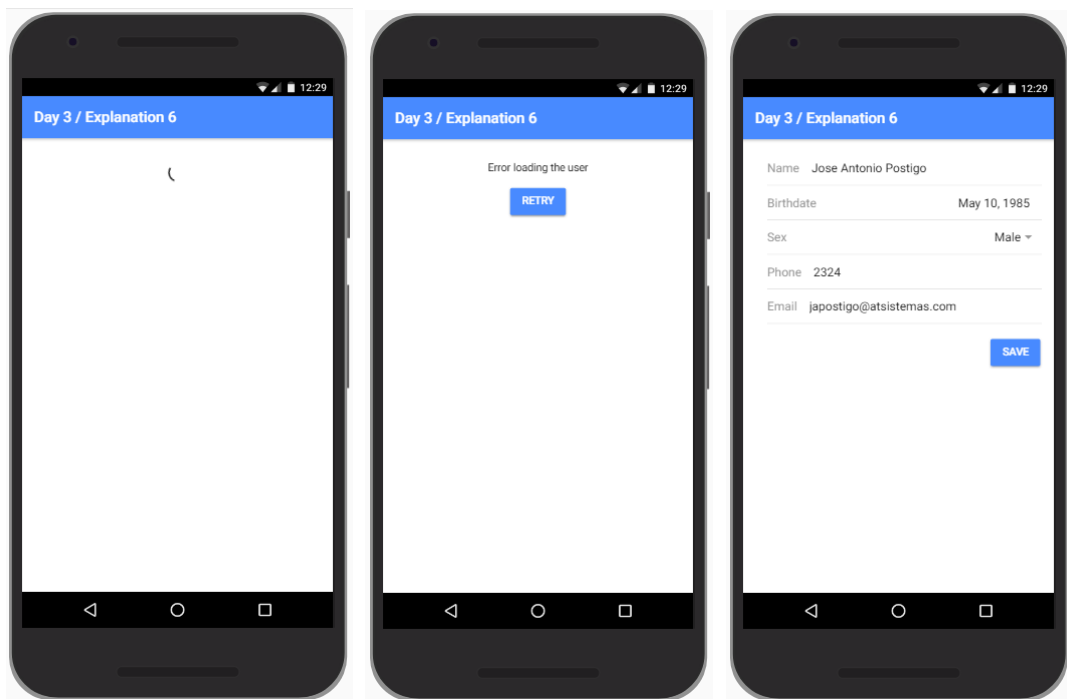 12:29
Day 3 / Explanation 6
12:29
Day 3 / Explanation 6
Error loading the user
RETRY
12:29
Day 3 / Explanation 6
Name Jose Antonio Postigo
Birthdate May 10, 1985
Sex Male
Phone 2324
Email japostigo@atsistemas.com
SAVE